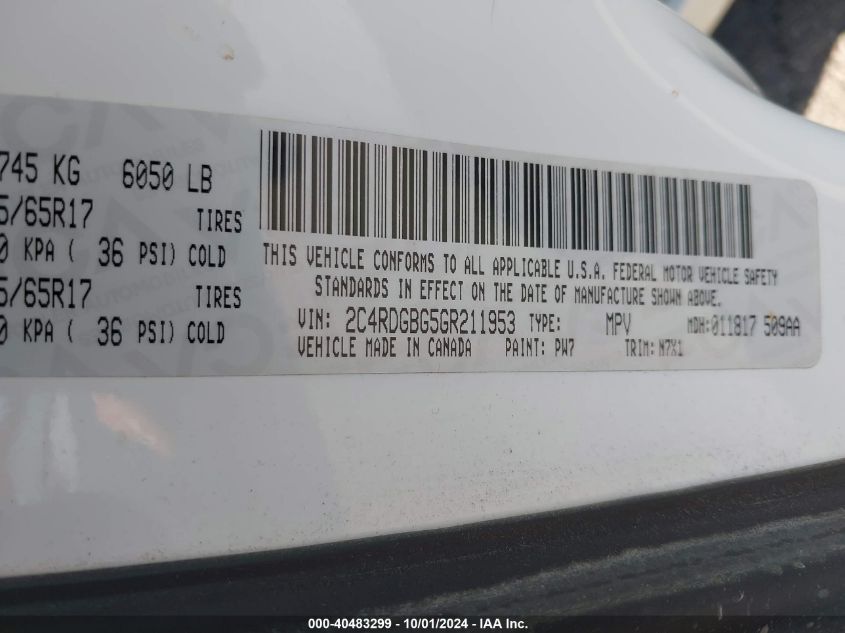 745 KG 6050 LB
5/65R17 TIRES
0 KPA ( 36 PSI) COLD
5/65R17 TIRES
0 KPA ( 36 PSI) COLD
THIS VEHICLE CONFORMS TO ALL APPLICABLE U.S.A. FEDERAL MOTOR VEHICLE SAFETY
STANDARDS IN EFFECT ON THE DATE OF MANUFACTURE SHOWN ABOVE.
VIN: 2C4RDGBG5GR211953 TYPE: MPV MDH:011817 509AA
VEHICLE MADE IN CANADA PAINT: PW7 TRIM: N7X1
000-40483299 - 10/01/2024 - IAA Inc.